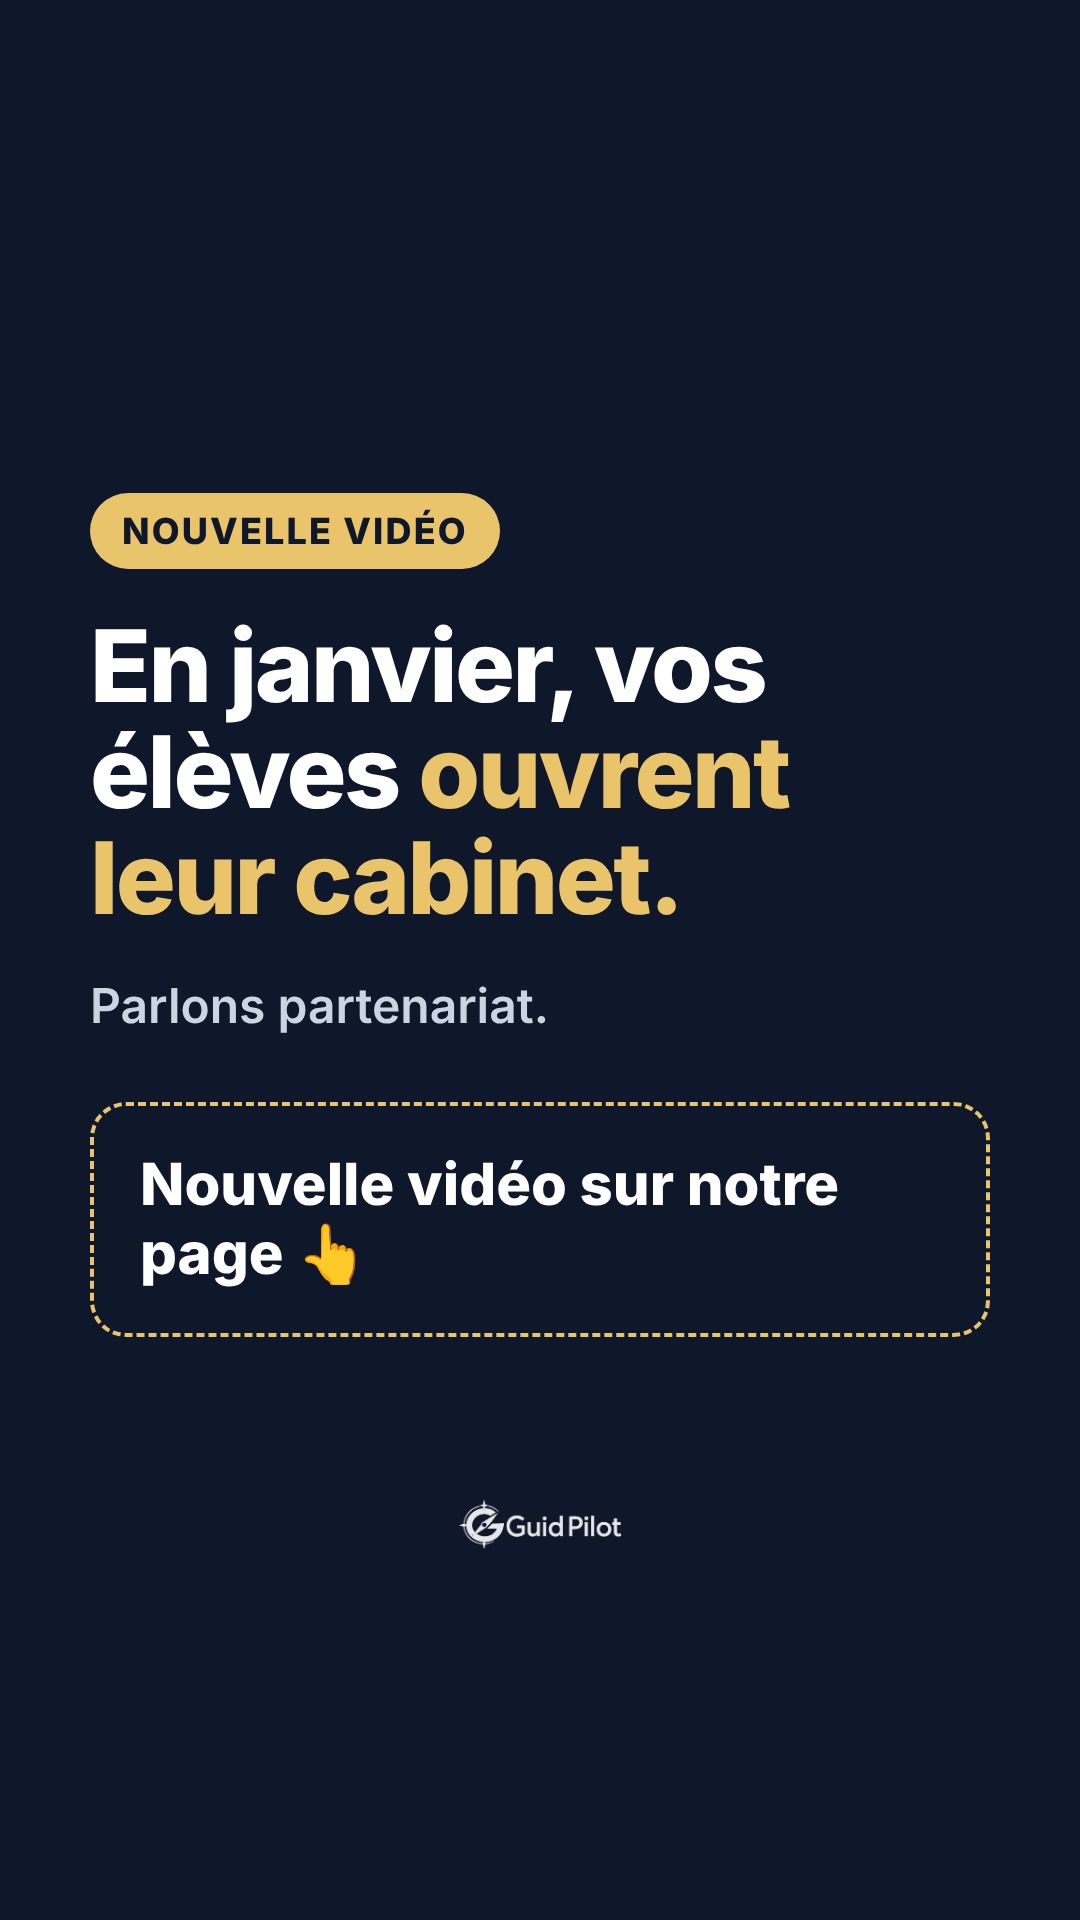 NOUVELLE VIDÉO
En janvier, vos
élèves ouvrent
leur cabinet.
Parlons partenariat.
Nouvelle vidéo sur notre
page 👆
GuidPilot